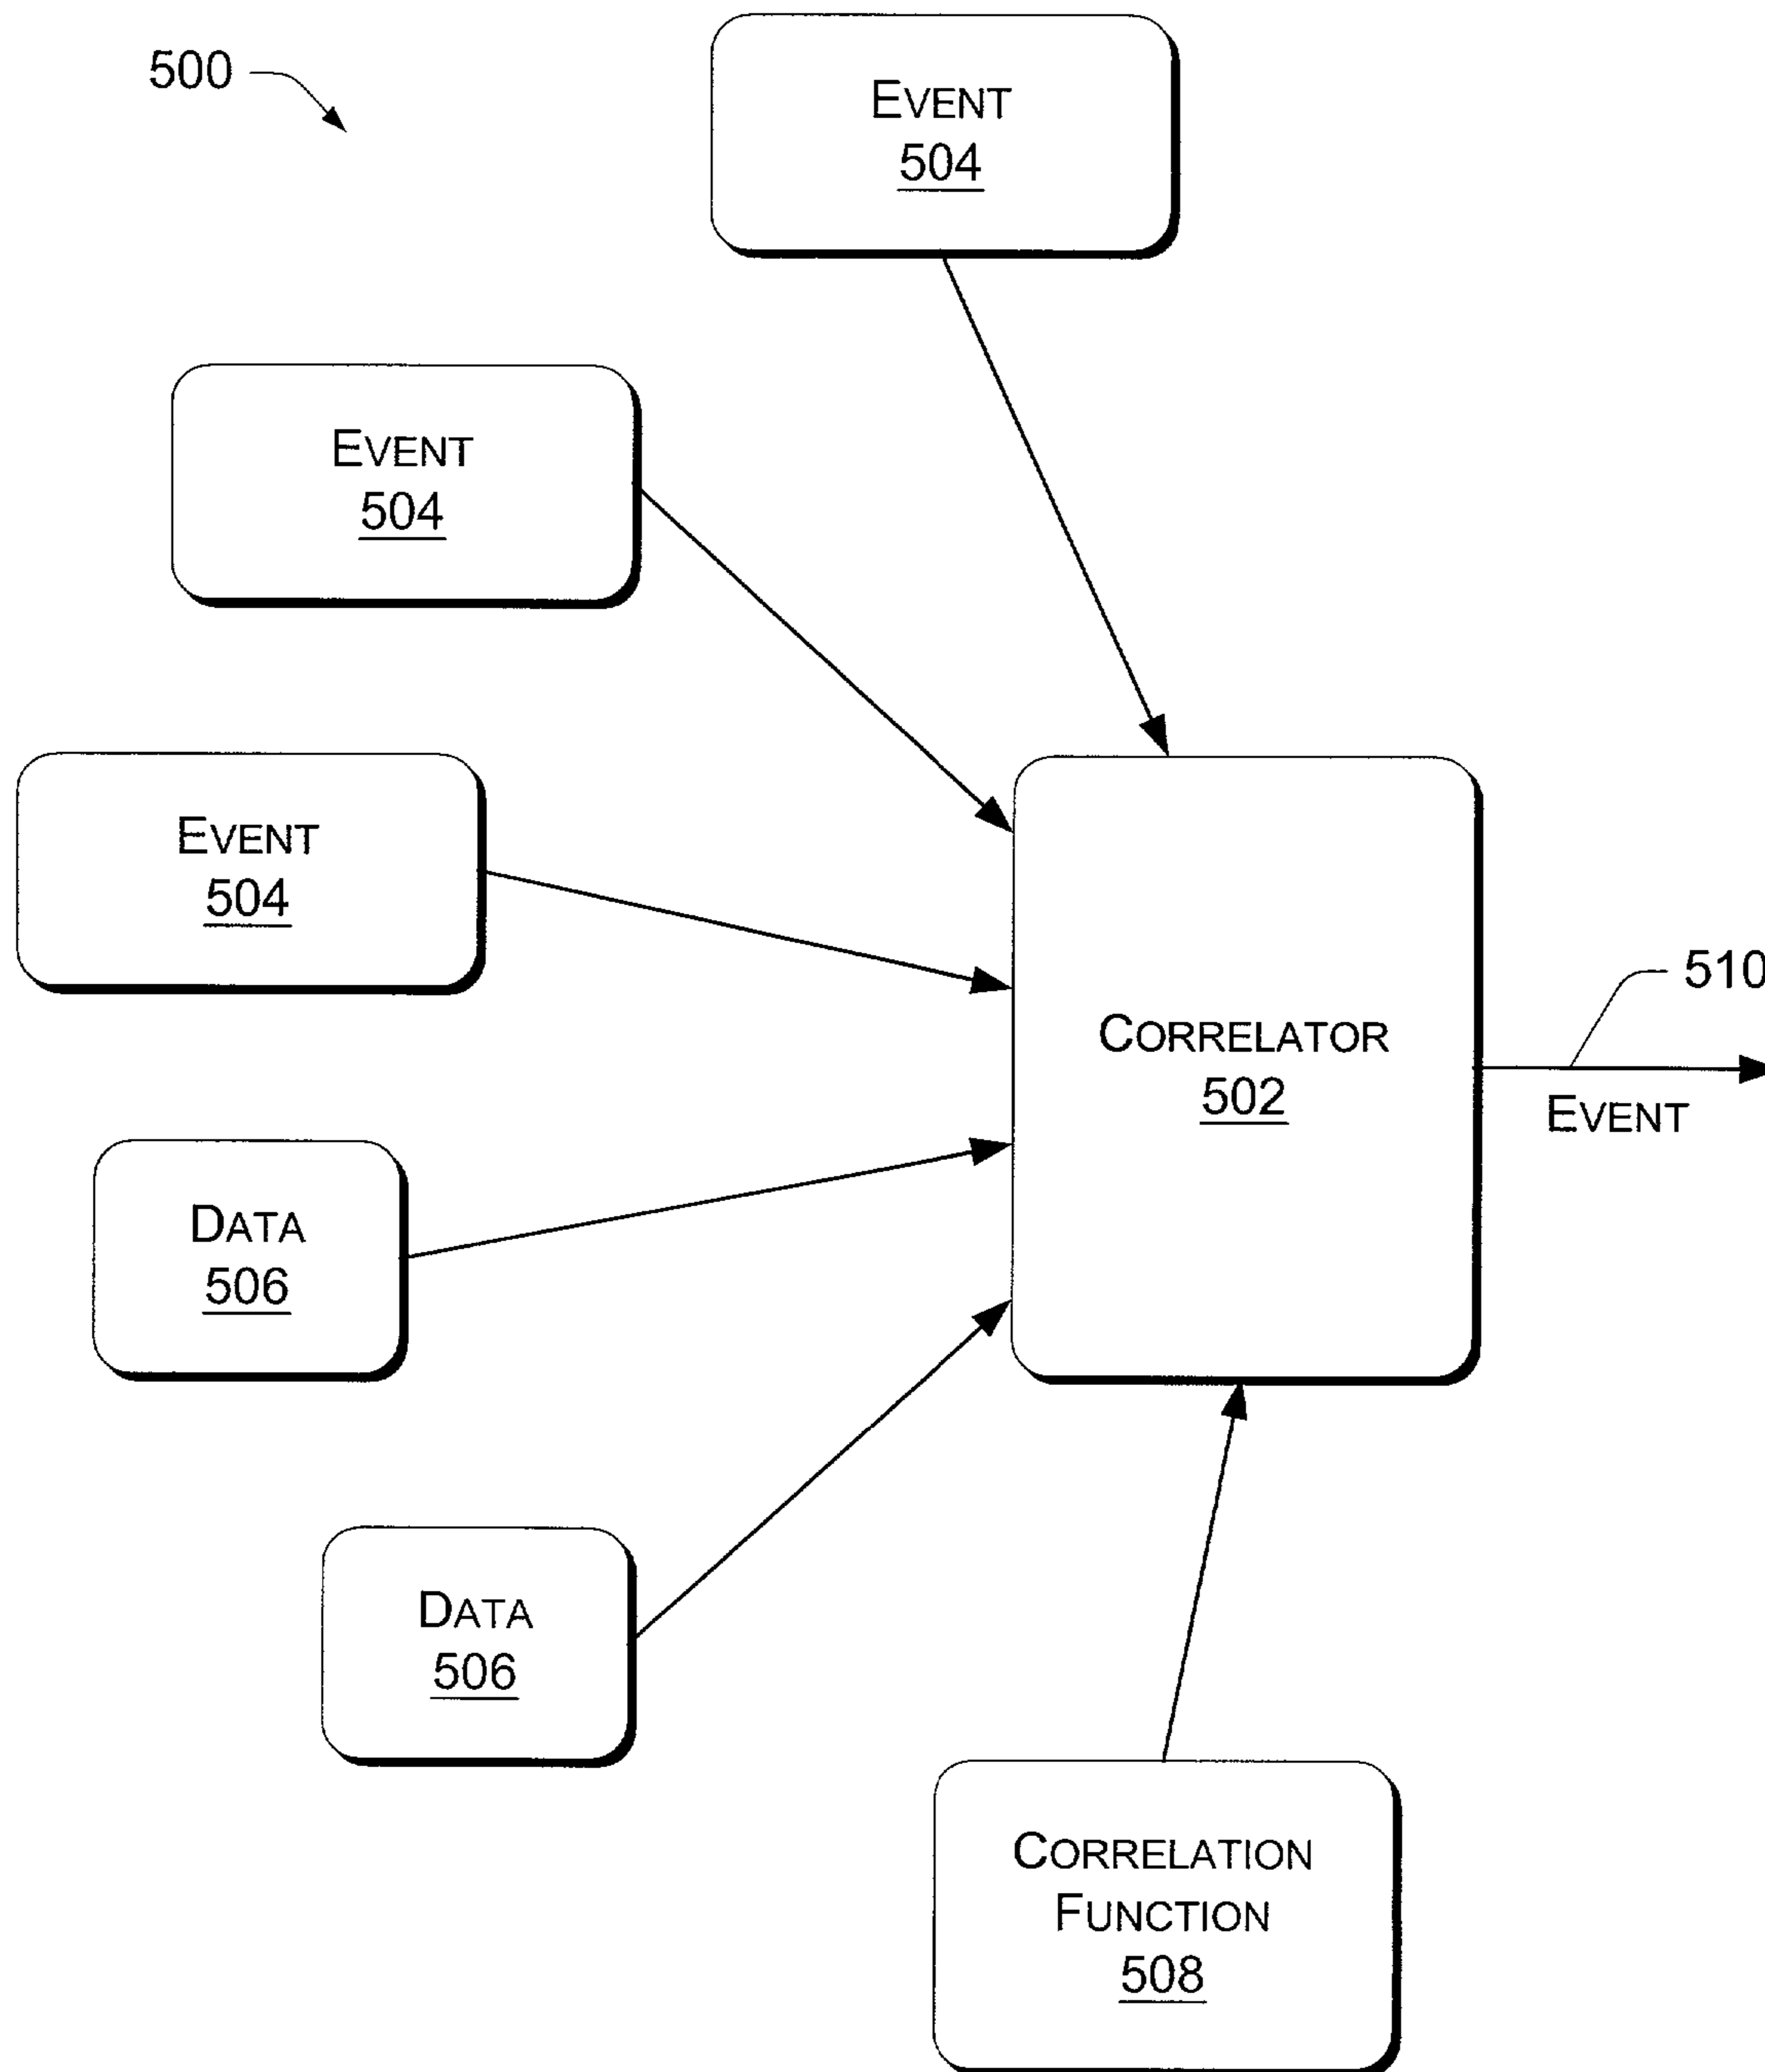 500
EVENT
504
EVENT
504
EVENT
504
510
CORRELATOR
502
EVENT
DATA
506
DATA
506
CORRELATION
FUNCTION
508